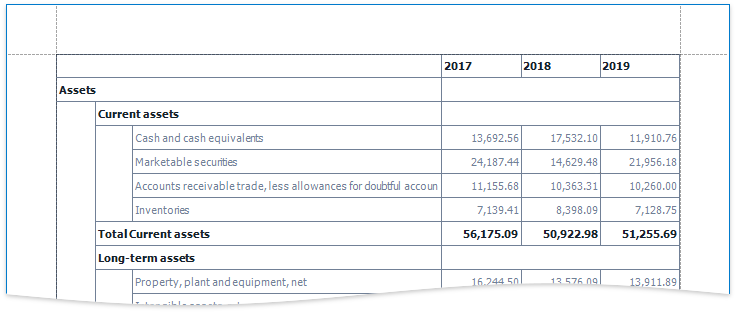 2017 2018 2019
Assets
Current assets
Cash and cash equivalents 13,692.56 17,532.10 11,910.76
Marketable securities 24,187.44 14,629.48 21,956.18
Accounts receivable trade, less allowances for doubtful accoun 11,155.68 10,363.31 10,260.00
Inventories 7,139.41 8,398.09 7,128.75
Total Current assets 56,175.09 50,922.98 51,255.69
Long-term assets
Property, plant and equipment, net 16,244.50 13,576.09 13,911.89